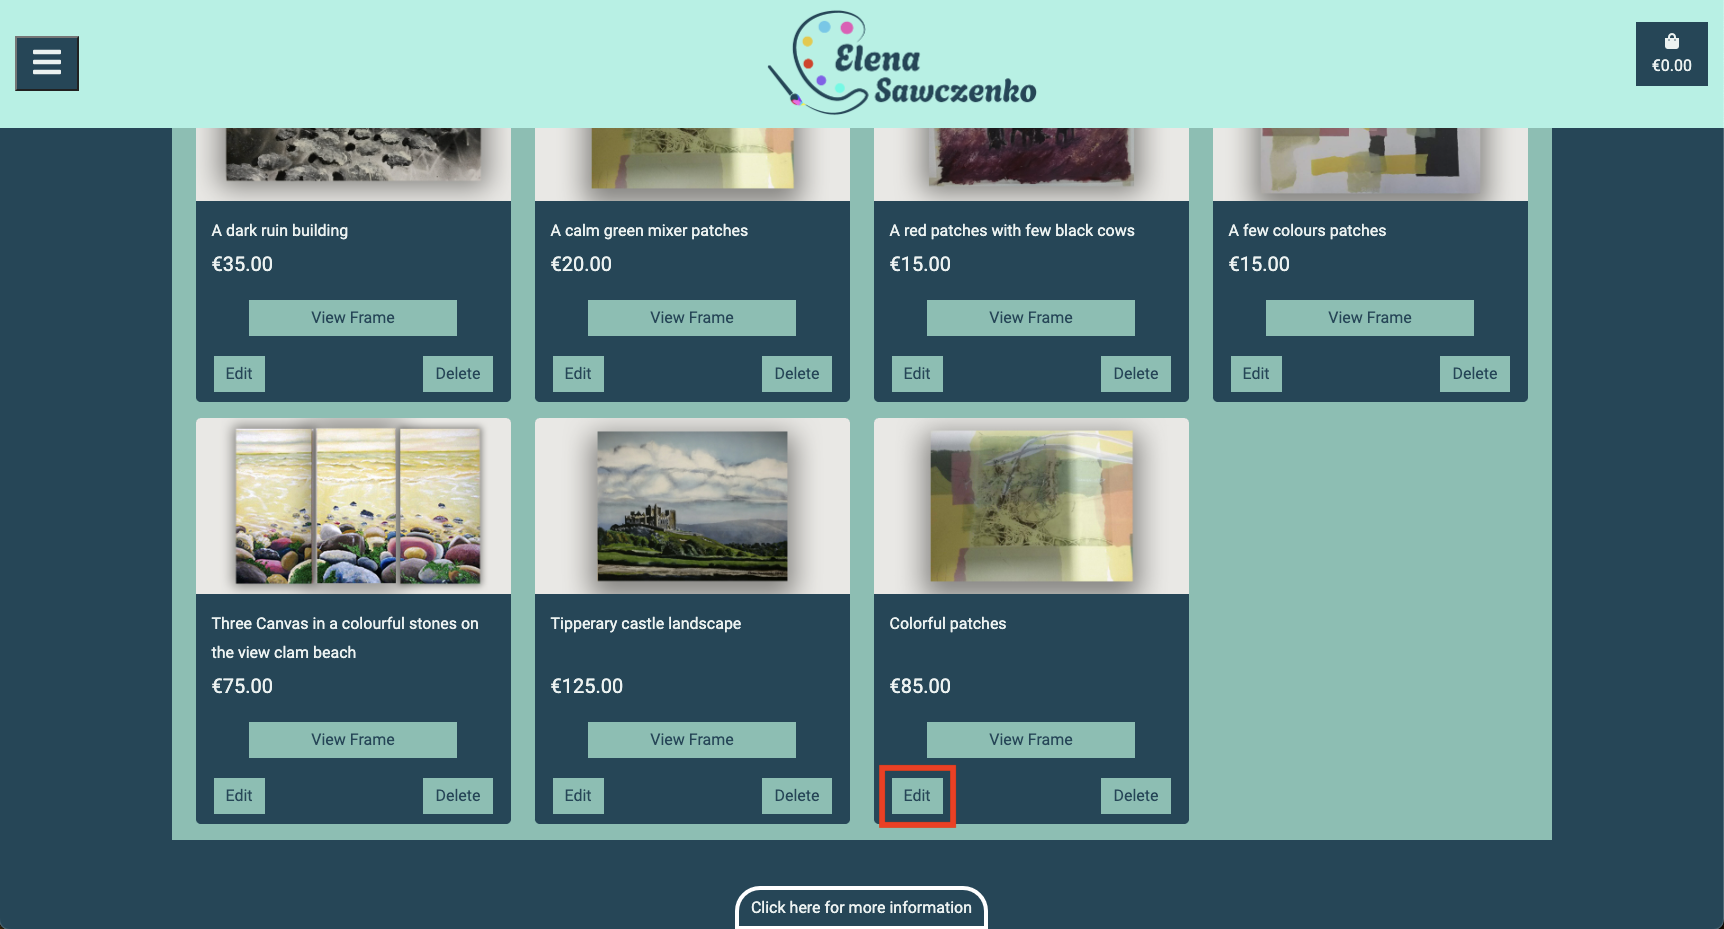 Elena
Sawczenko
€0.00
A dark ruin building
€35.00
View Frame
Edit
Delete
A calm green mixer patches
€20.00
View Frame
Edit
Delete
A red patches with few black cows
€15.00
View Frame
Edit
Delete
A few colours patches
€15.00
View Frame
Edit
Delete
Three Canvas in a colourful stones on
the view clam beach
€75.00
View Frame
Edit
Delete
Tipperary castle landscape
€125.00
View Frame
Edit
Delete
Colorful patches
€85.00
View Frame
Edit
Delete
Click here for more information